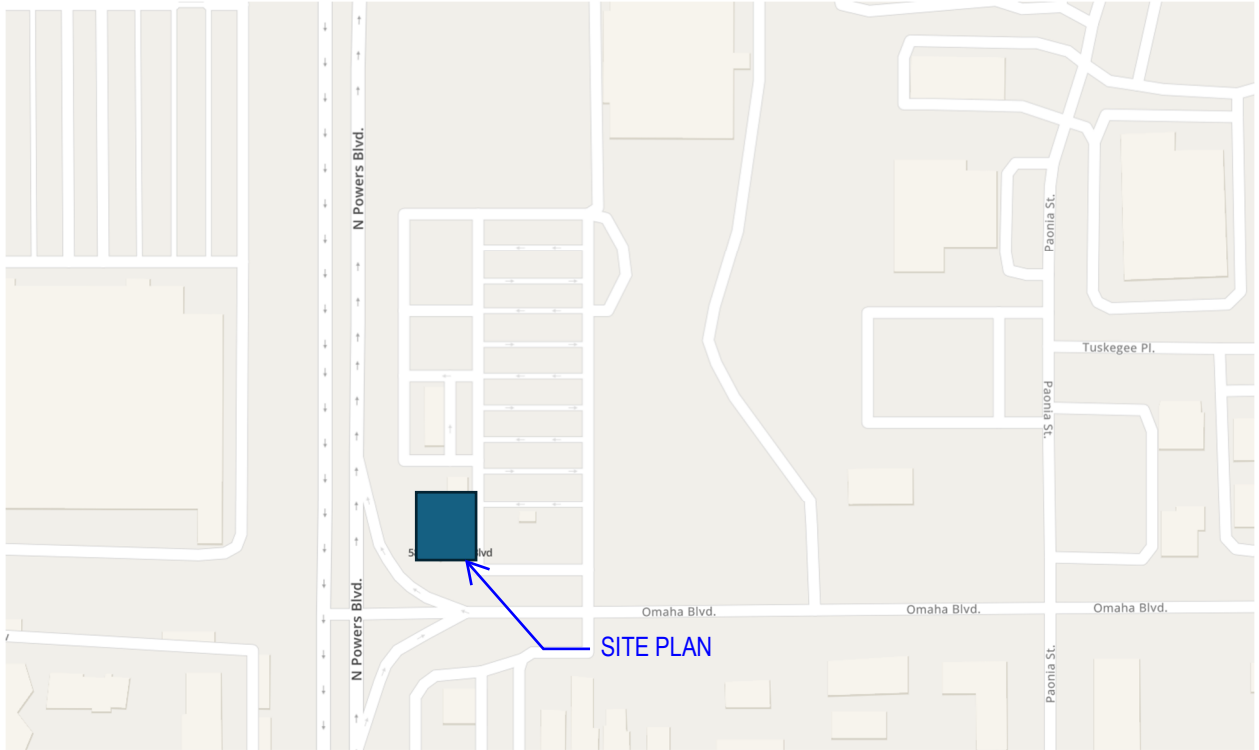 N Powers Blvd.
Paonia St.
Tuskegee Pl.
Paonia St.
lvd
N Powers Blvd.
Omaha Blvd.
Omaha Blvd.
Omaha Blvd.
SITE PLAN
Paonia St.